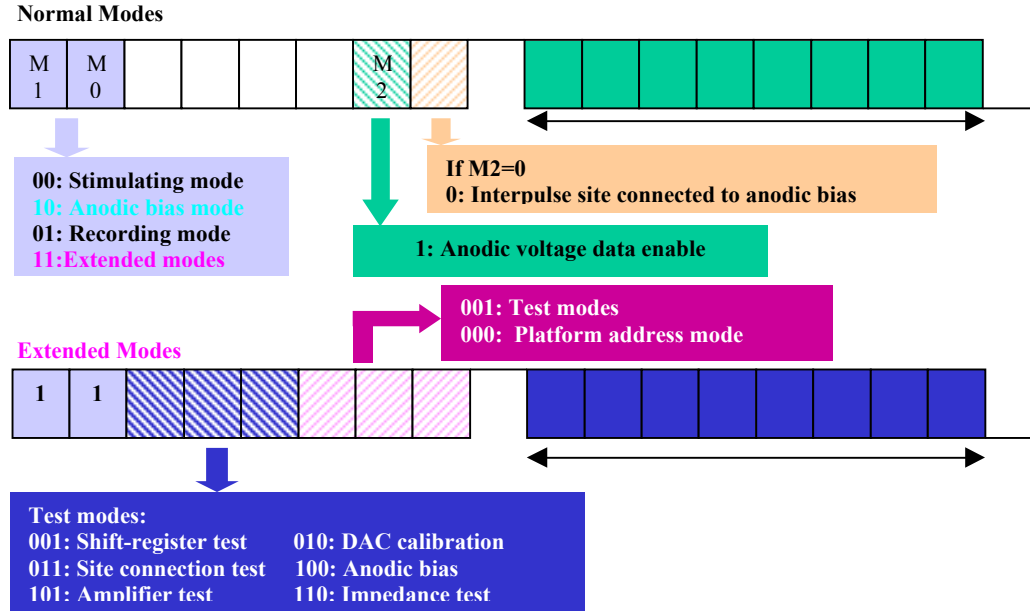 Normal Modes
M1 M0 M2
If M2=0
0: Interpulse site connected to anodic bias
00: Stimulating mode
10: Anodic bias mode
01: Recording mode
11:Extended modes
1: Anodic voltage data enable
001: Test modes
000: Platform address mode
Extended Modes
1 1
Test modes:
001: Shift-register test 010: DAC calibration
011: Site connection test 100: Anodic bias
101: Amplifier test 110: Impedance test